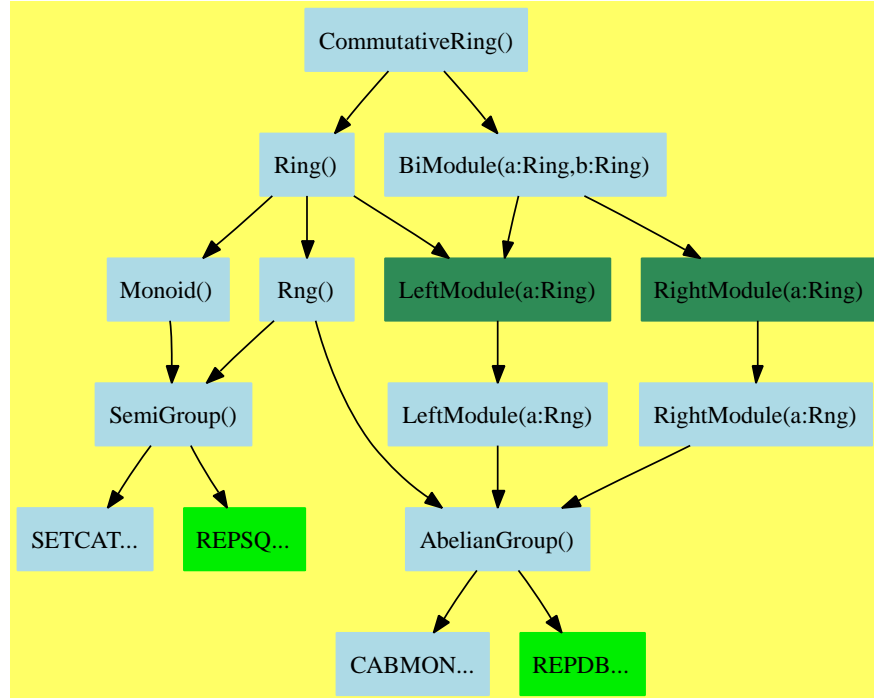 CommutativeRing()
Ring()
BiModule(a:Ring,b:Ring)
Monoid()
Rng()
LeftModule(a:Ring)
RightModule(a:Ring)
SemiGroup()
LeftModule(a:Rng)
RightModule(a:Rng)
SETCAT...
REPSQ...
AbelianGroup()
CABMON...
REPDB...